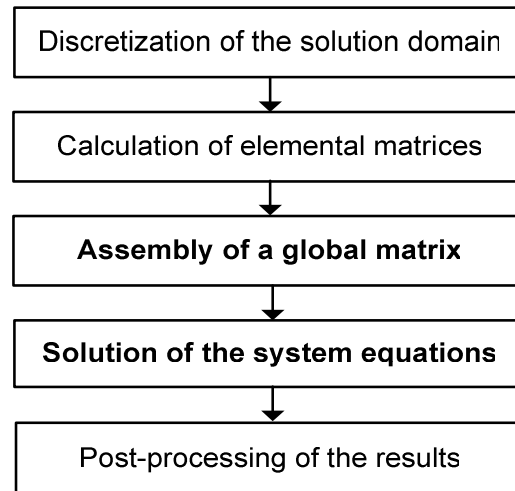 Discretization of the solution domain
Calculation of elemental matrices
Assembly of a global matrix
Solution of the system equations
Post-processing of the results